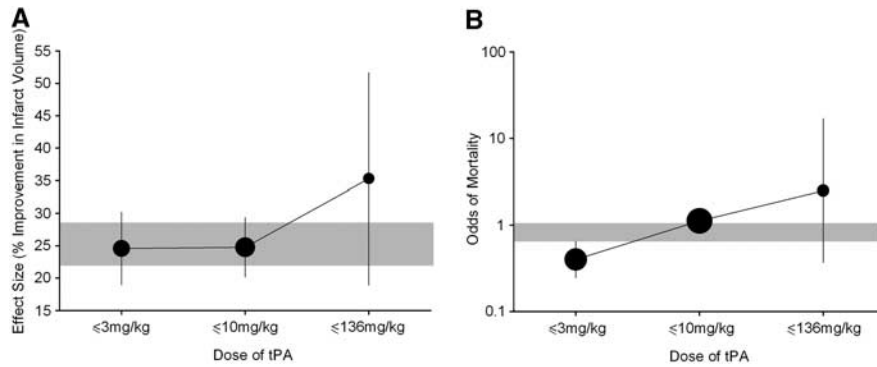 A
Effect Size (% Improvement in Infarct Volume)
55
50
45
40
35
30
25
20
15
≤3mg/kg ≤10mg/kg ≤136mg/kg
Dose of tPA
B
Odds of Mortality
100
10
1
0.1
≤3mg/kg ≤10mg/kg ≤136mg/kg
Dose of tPA